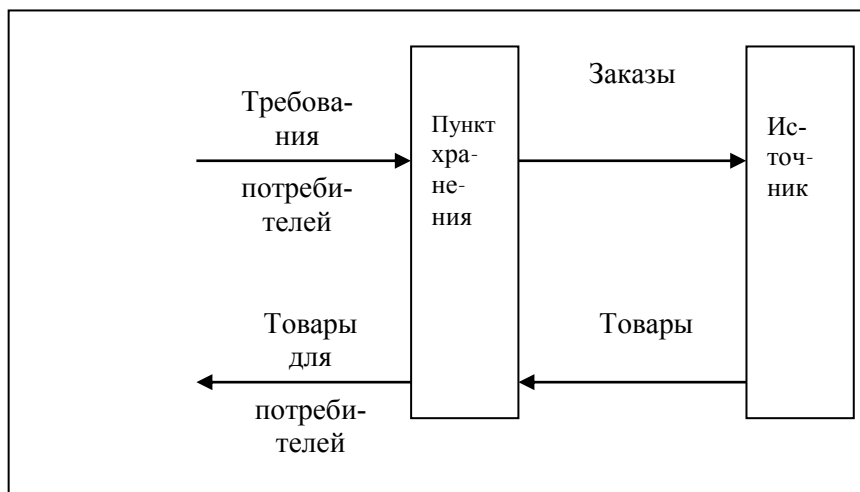 Требова-
ния
потреби-
телей
Пункт
хра-
не-
ния
Заказы
Ис-
точ-
ник
Товары
для
потреби-
телей
Товары